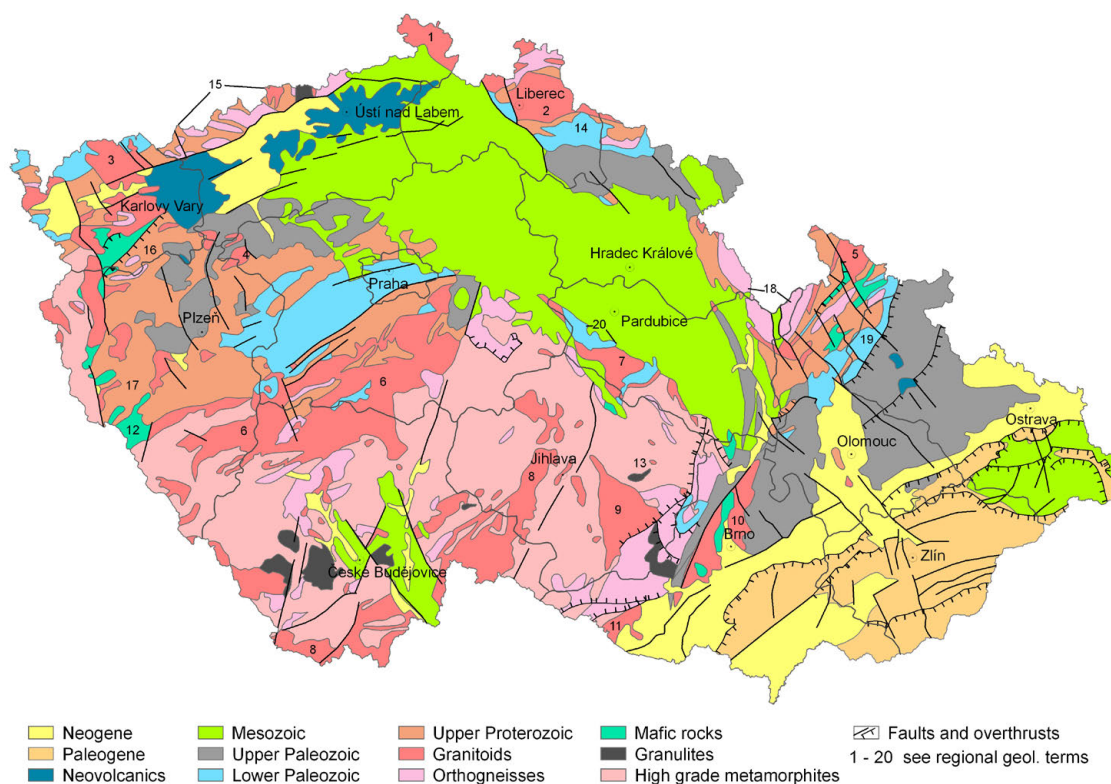 1
15
Liberec
2
Ústí nad Labem
14
3
Karlovy Vary
16
4
Hradec Králové
5
Praha
18
Plzeň
20
Pardubice
19
7
17
6
12
6
Ostrava
Olomouc
Jihlava
13
8
9
10
Brno
Zlín
České Budějovice
11
8
Neogene
Mesozoic
Upper Proterozoic
Mafic rocks
Faults and overthrusts
Paleogene
Upper Paleozoic
Granitoids
Granulites
1 - 20 see regional geol. terms
Neovolcanics
Lower Paleozoic
Orthogneisses
High grade metamorphites